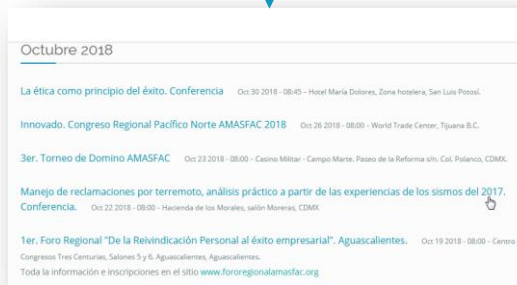 Octubre 2018
La ética como principio del éxito. Conferencia Oct 30 2018 - 08:45 - Hotel María Dolores, Zona hotelera, San Luis Potosí.
Innovado. Congreso Regional Pacífico Norte AMASFAC 2018 Oct 26 2018 - 08:00 - World Trade Center, Tijuana B.C.
3er. Torneo de Domino AMASFAC Oct 23 2018 - 08:00 - Casino Militar - Campo Marte. Paseo de la Reforma s/n. Col. Polanco, CDMX.
Manejo de reclamaciones por terremoto, análisis práctico a partir de las experiencias de los sismos del 2017.
Conferencia. Oct 22 2018 - 08:00 - Hacienda de los Morales, salón Moreras, CDMX
1er. Foro Regional "De la Reivindicación Personal al éxito empresarial". Aguascalientes. Oct 19 2018 - 08:00 - Centro
Congresos Tres Centurias, Salones 5 y 6. Aguascalientes, Aguascalientes.
Toda la información e inscripciones en el sitio www.fororegionalamasfac.org